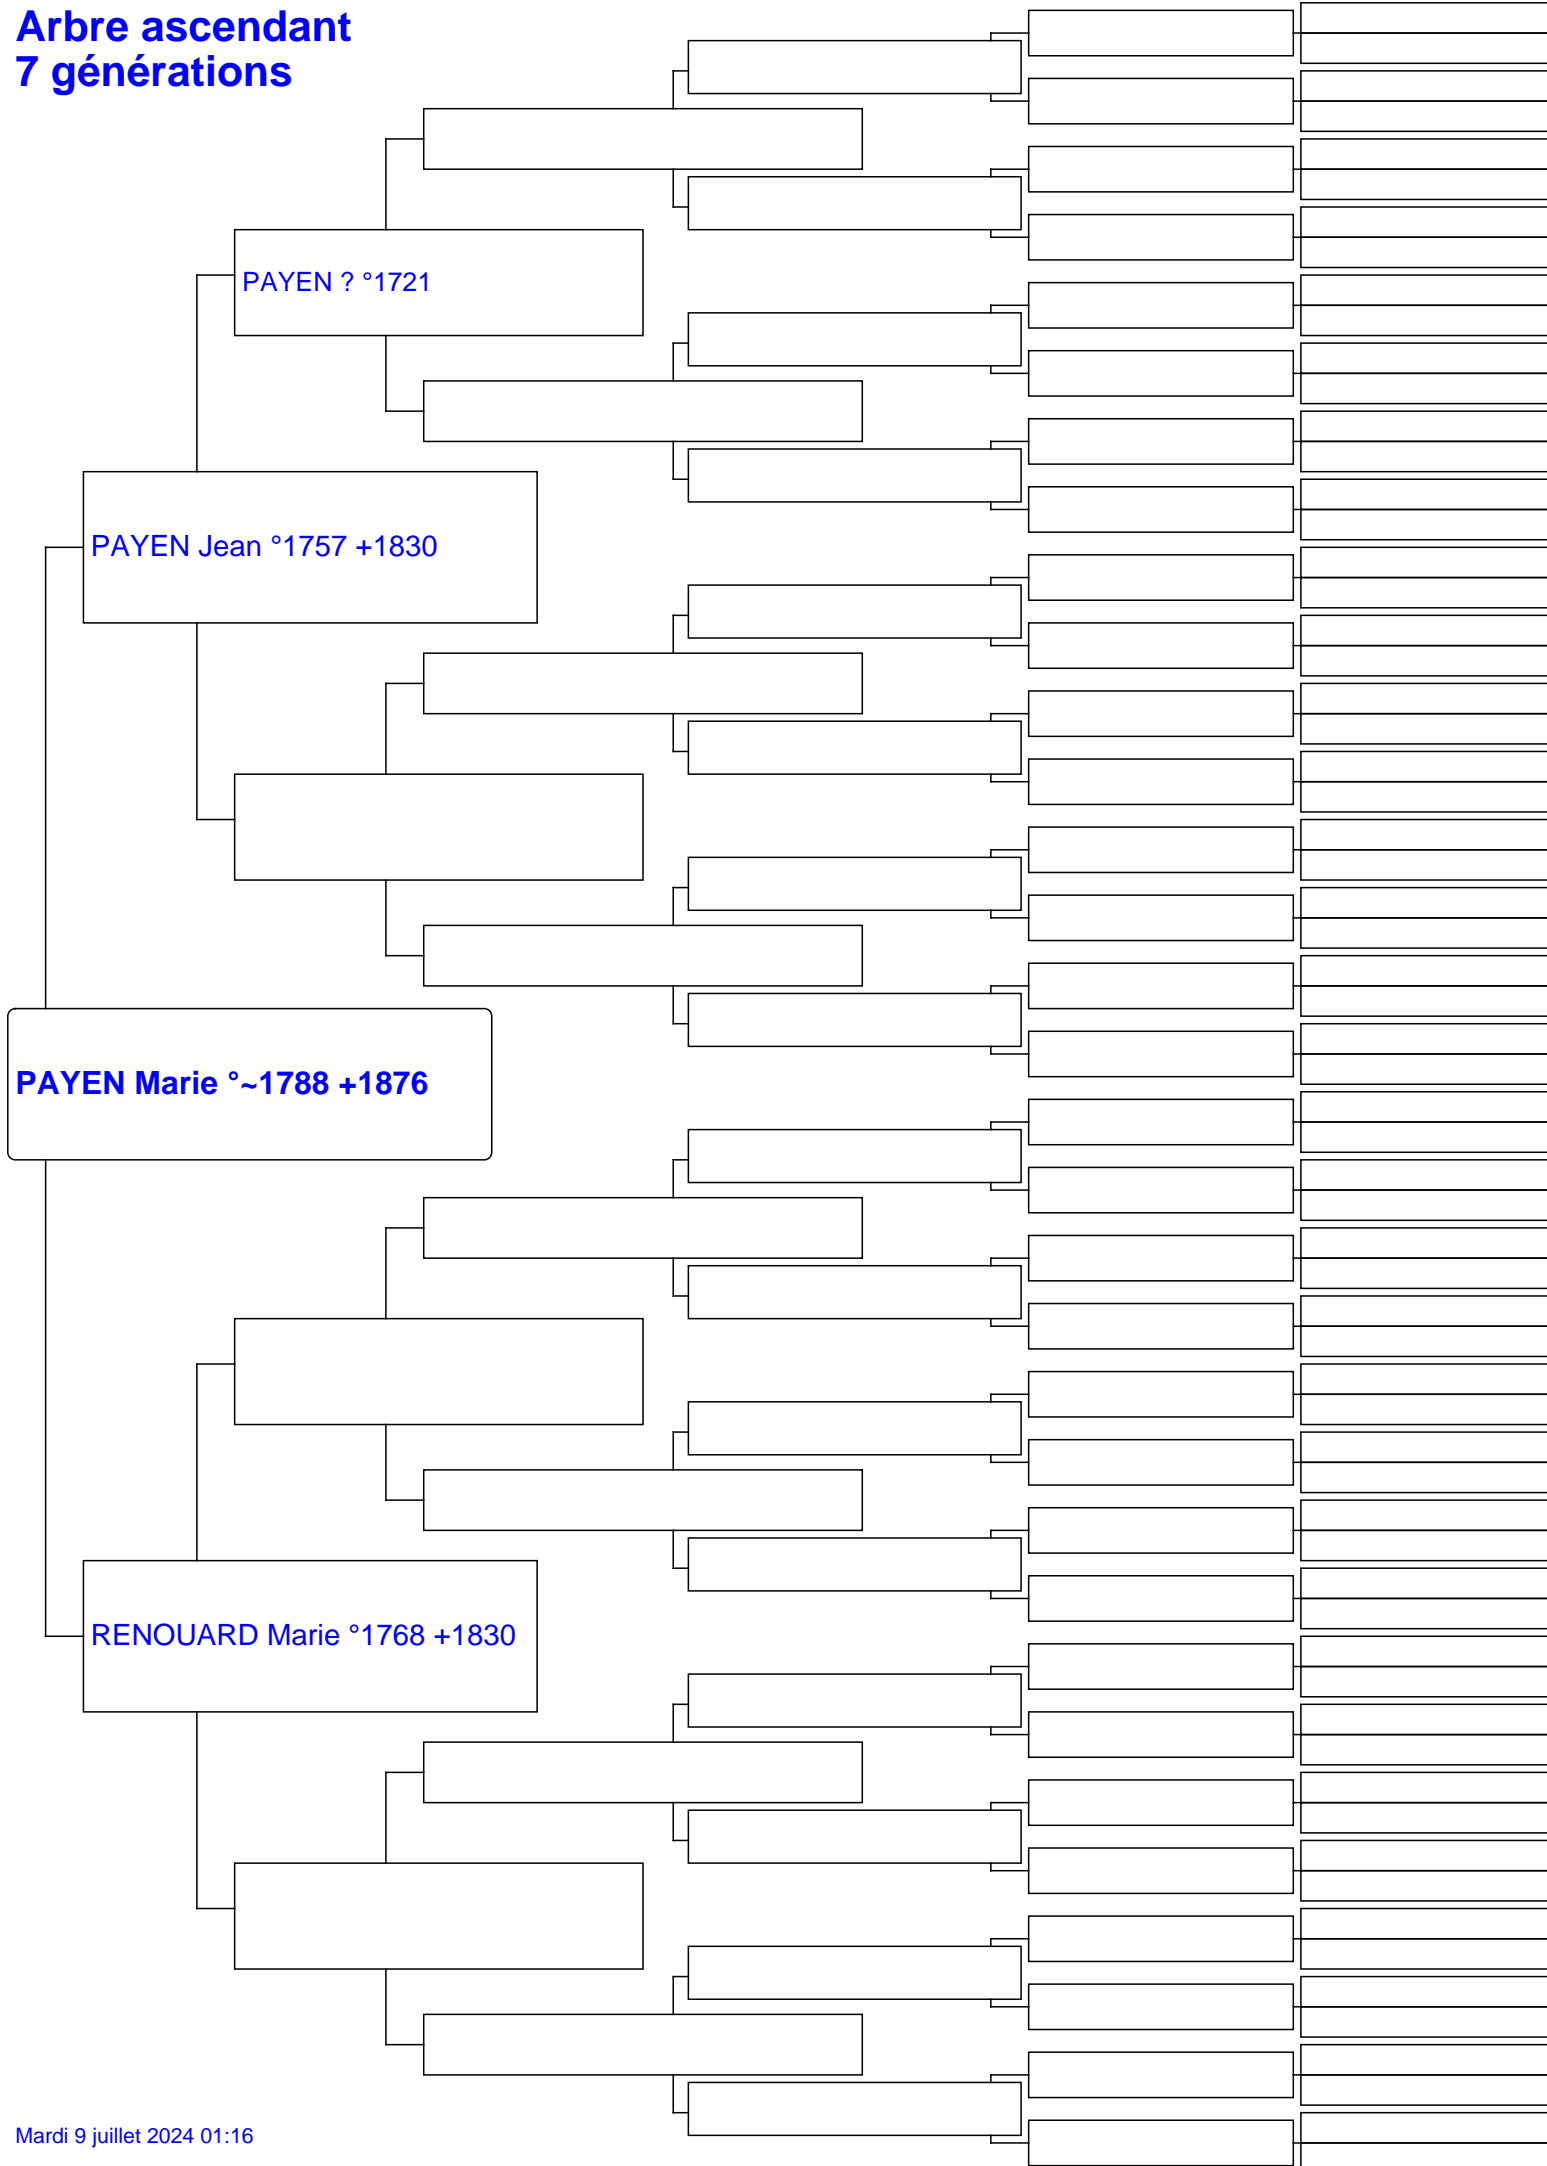 Arbre ascendant
7 générations
PAYEN ? °1721
PAYEN Jean °1757 +1830
PAYEN Marie °~1788 +1876
RENOUARD Marie °1768 +1830
Mardi 9 juillet 2024 01:16